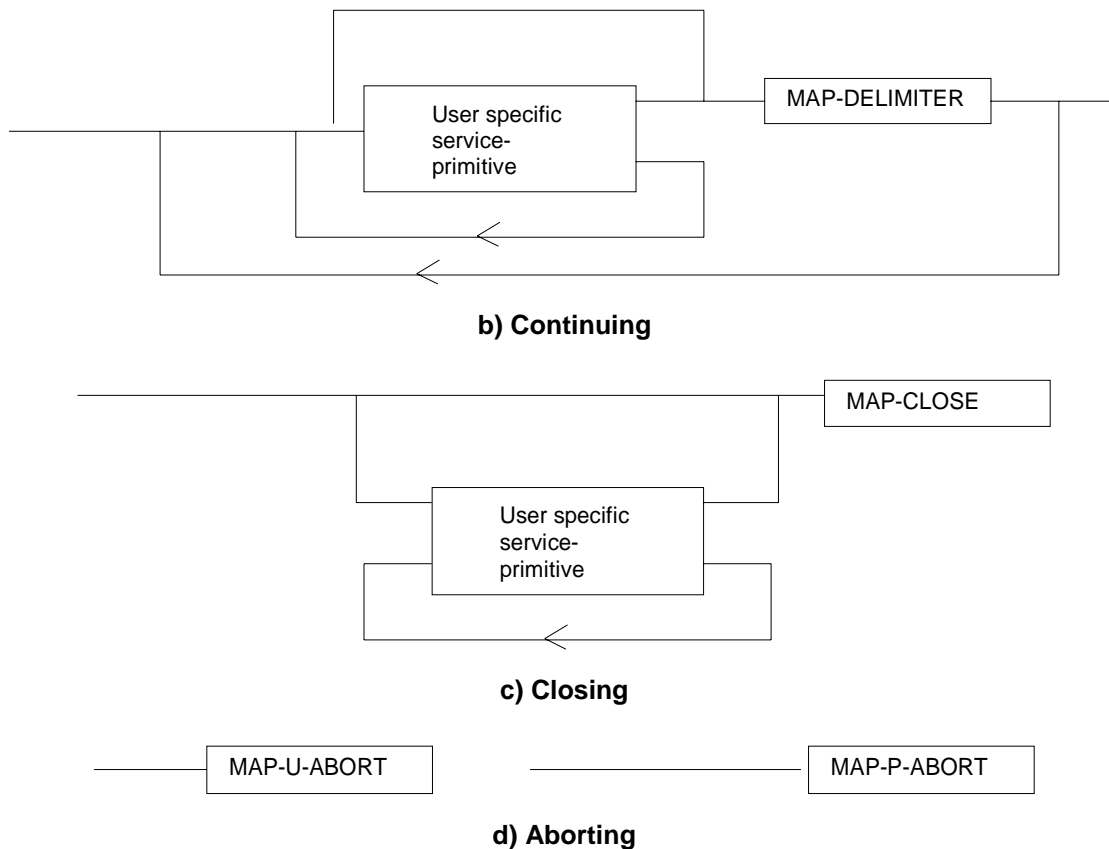 User specific
service-
primitive
MAP-DELIMITER
b) Continuing
MAP-CLOSE
User specific
service-
primitive
c) Closing
MAP-U-ABORT
MAP-P-ABORT
d) Aborting